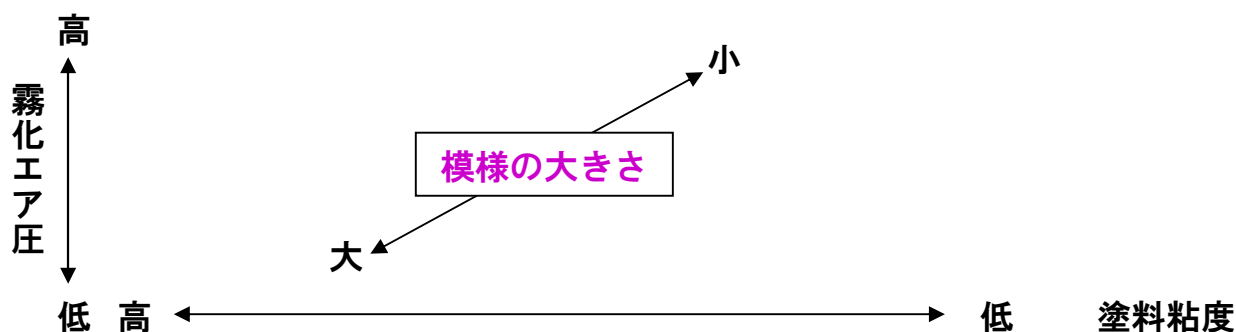 高
小
霧化エア圧
模様の大きさ
大
低 高 低 塗料粘度